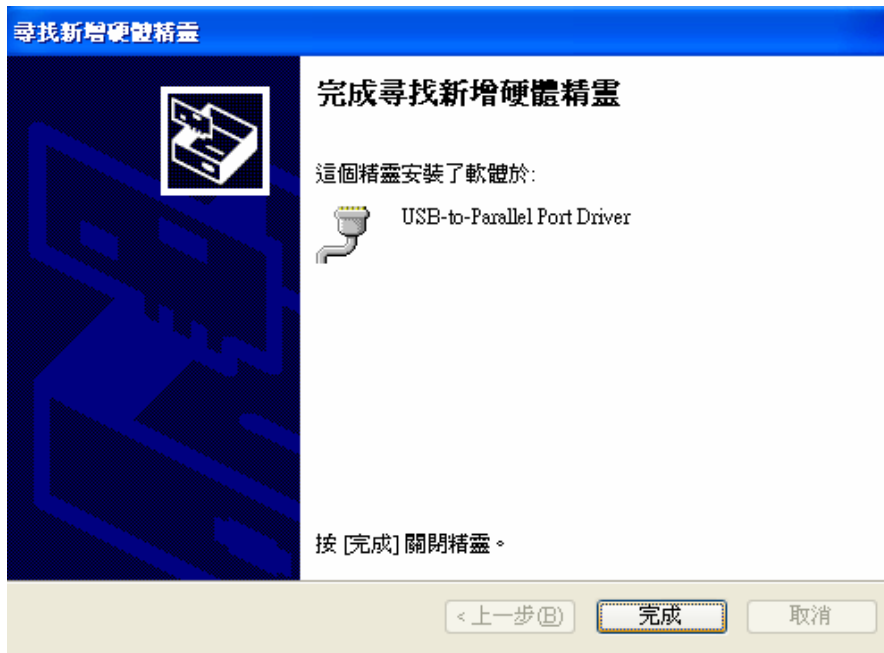 尋找新增硬體精靈
完成尋找新增硬體精靈
這個精靈安裝了軟體於:
USB-to-Parallel Port Driver
按 [完成] 關閉精靈。
< 上一步(B)
完成
取消